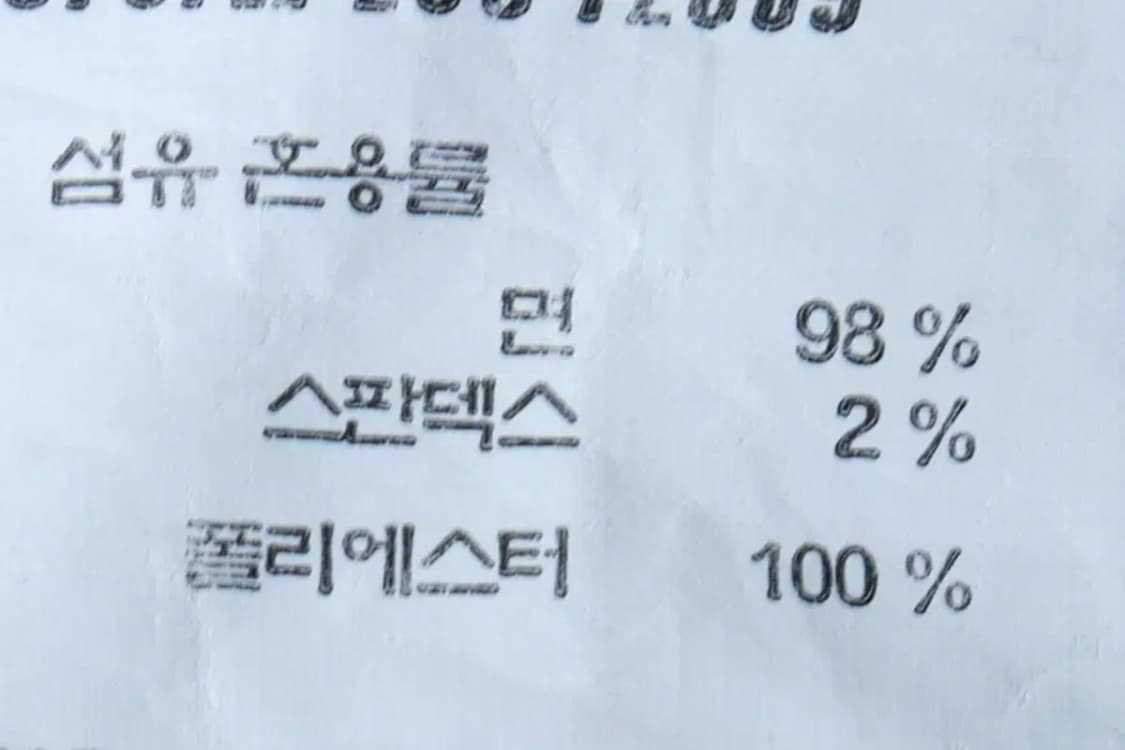 섬유 혼용률
면 98 %
스판덱스 2 %
폴리에스터 100 %